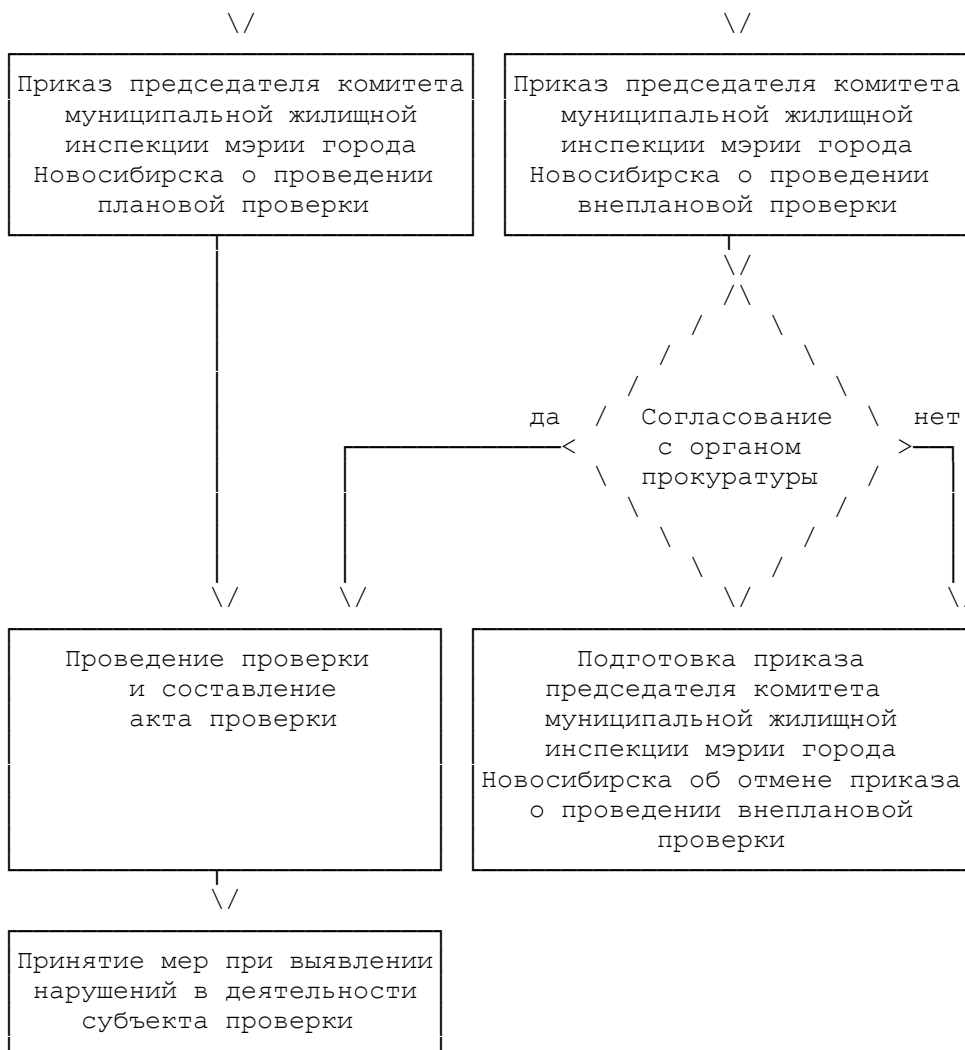 Приказ председателя комитета
муниципальной жилищной
инспекции мэрии города
Новосибирска о проведении
плановой проверки
Приказ председателя комитета
муниципальной жилищной
инспекции мэрии города
Новосибирска о проведении
внеплановой проверки
да
Согласование
с органом
прокуратуры
нет
Проведение проверки
и составление
акта проверки
Подготовка приказа
председателя комитета
муниципальной жилищной
инспекции мэрии города
Новосибирска об отмене приказа
о проведении внеплановой
проверки
Принятие мер при выявлении
нарушений в деятельности
субъекта проверки